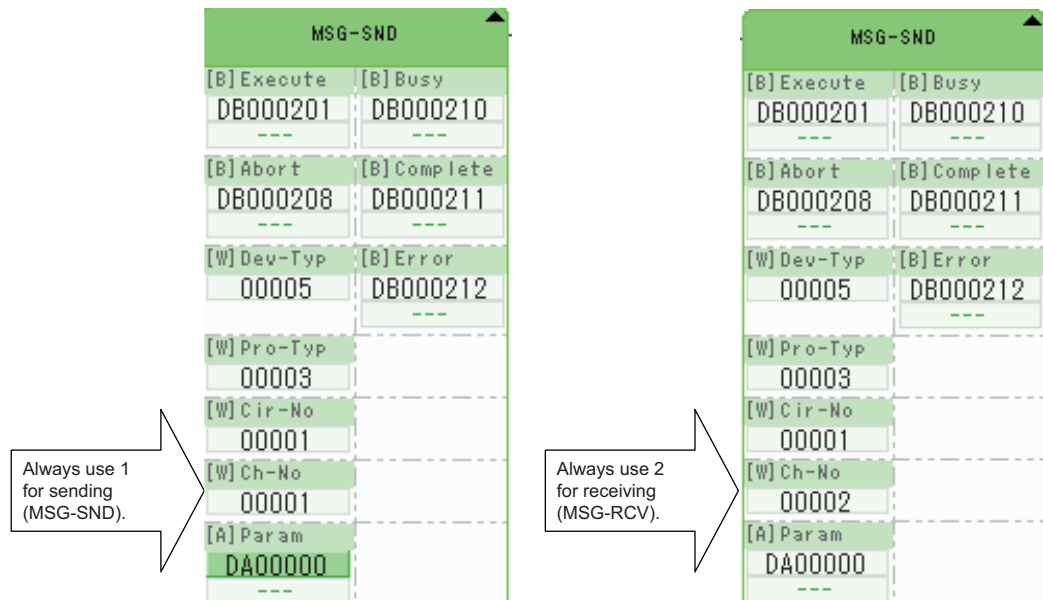 MSG-SND
[B]Execute [B]Busy
DB000201 DB000210
--- ---
[B]Abort [B]Complete
DB000208 DB000211
--- ---
[W]Dev-Typ [B]Error
00005 DB000212
---
[W]Pro-Typ
00003
[W]Cir-No
00001
[W]Ch-No
00001
[A]Param
DA00000
---
Always use 1
for sending
(MSG-SND).
MSG-SND
[B]Execute [B]Busy
DB000201 DB000210
--- ---
[B]Abort [B]Complete
DB000208 DB000211
--- ---
[W]Dev-Typ [B]Error
00005 DB000212
---
[W]Pro-Typ
00003
[W]Cir-No
00001
[W]Ch-No
00002
[A]Param
DA00000
---
Always use 2
for receiving
(MSG-RCV).